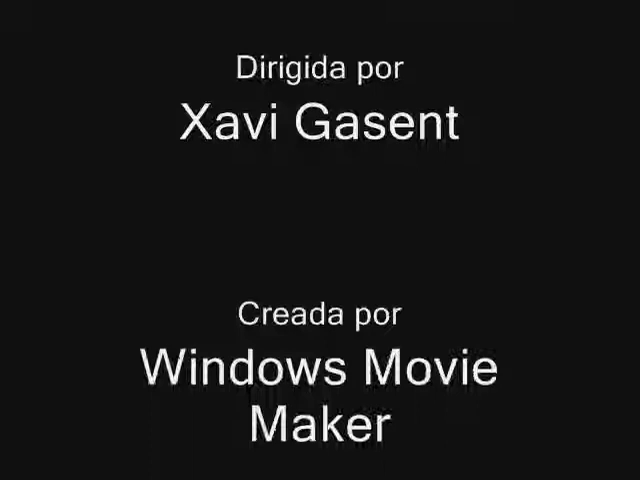 Dirigida por
Xavi Gasent
Creada por
Windows Movie
Maker